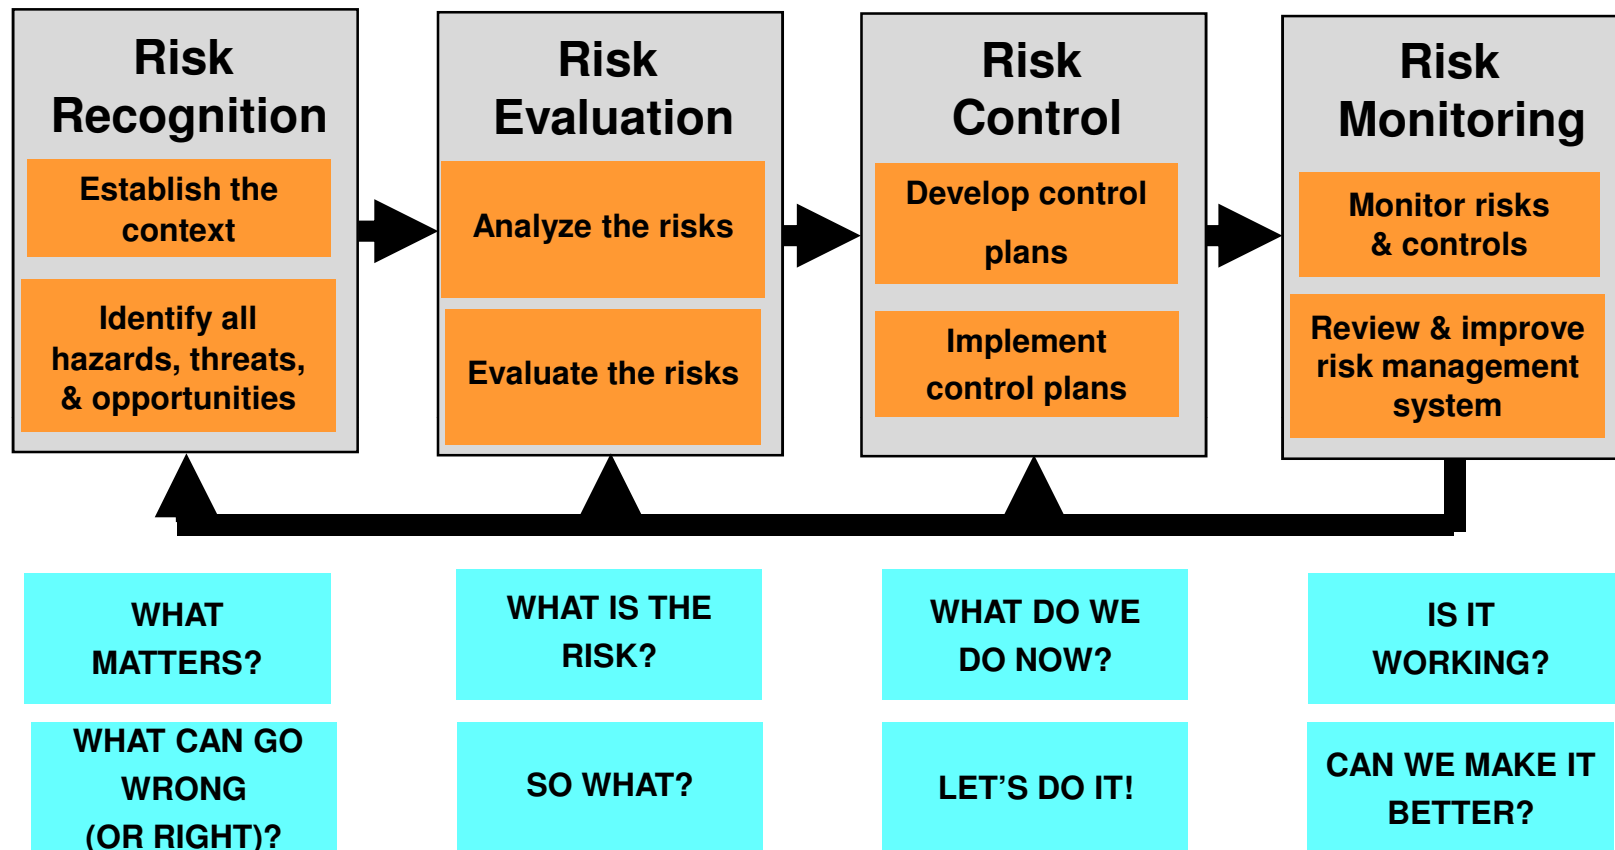 Risk
Recognition
Establish the
context
Identify all
hazards, threats,
& opportunities
Risk
Evaluation
Analyze the risks
Evaluate the risks
Risk
Control
Develop control
plans
Implement
control plans
Risk
Monitoring
Monitor risks
& controls
Review & improve
risk management
system
WHAT
MATTERS?
WHAT CAN GO
WRONG
(OR RIGHT)?
WHAT IS THE
RISK?
SO WHAT?
WHAT DO WE
DO NOW?
LET’S DO IT!
IS IT
WORKING?
CAN WE MAKE IT
BETTER?